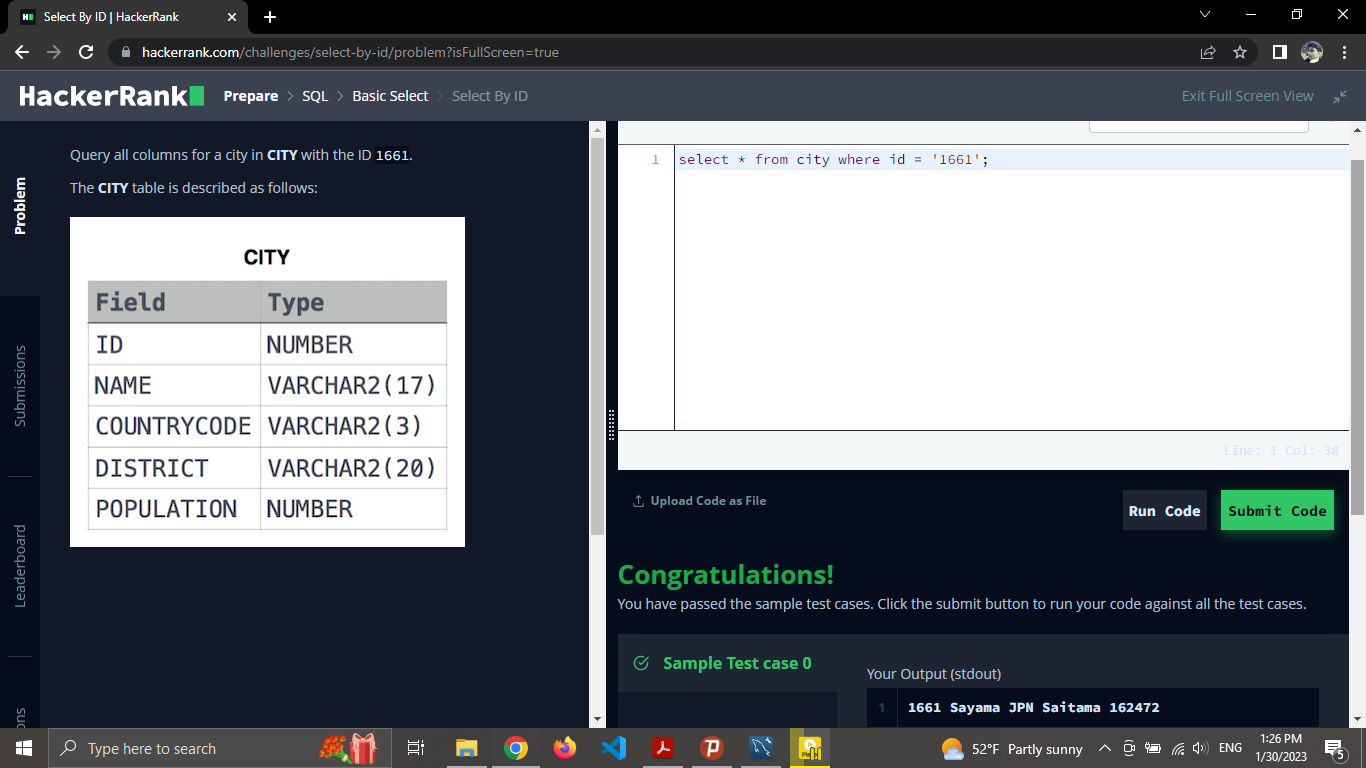 Select By ID | HackerRank
hackerrank.com/challenges/select-by-id/problem?isFullScreen=true
HackerRank
Prepare > SQL > Basic Select > Select By ID
Exit Full Screen View
Problem
Submissions
Leaderboard
Query all columns for a city in CITY with the ID 1661.
The CITY table is described as follows:
CITY
Field Type
ID NUMBER
NAME VARCHAR2(17)
COUNTRYCODE VARCHAR2(3)
DISTRICT VARCHAR2(20)
POPULATION NUMBER
1 select * from city where id = '1661';
Line: 1 Col: 38
Upload Code as File
Run Code
Submit Code
Congratulations!
You have passed the sample test cases. Click the submit button to run your code against all the test cases.
Sample Test case 0
Your Output (stdout)
1 1661 Sayama JPN Saitama 162472
Type here to search
52°F Partly sunny
ENG
1:26 PM
1/30/2023
5